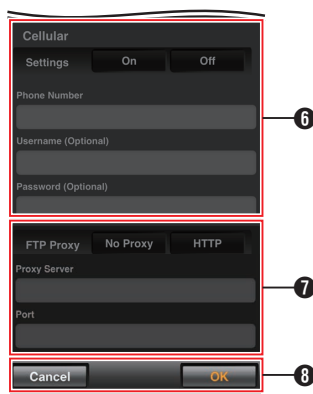 Cellular
Settings On Off
Phone Number
Username (Optional)
Password (Optional)
6
FTP Proxy No Proxy HTTP
Proxy Server
7
Port
Cancel OK 8